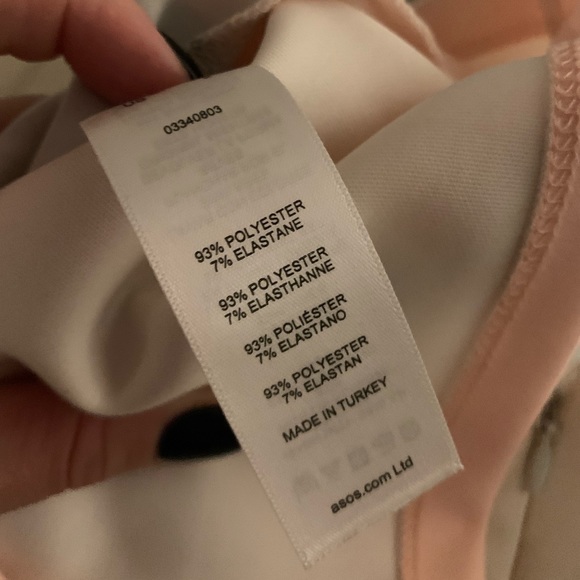 03340803
93% POLYESTER
7% ELASTANE
93% POLYESTER
7% ELASTHANNE
93% POLIÉSTER
7% ELASTANO
93% POLYESTER
7% ELASTAN
MADE IN TURKEY
asos.com Ltd